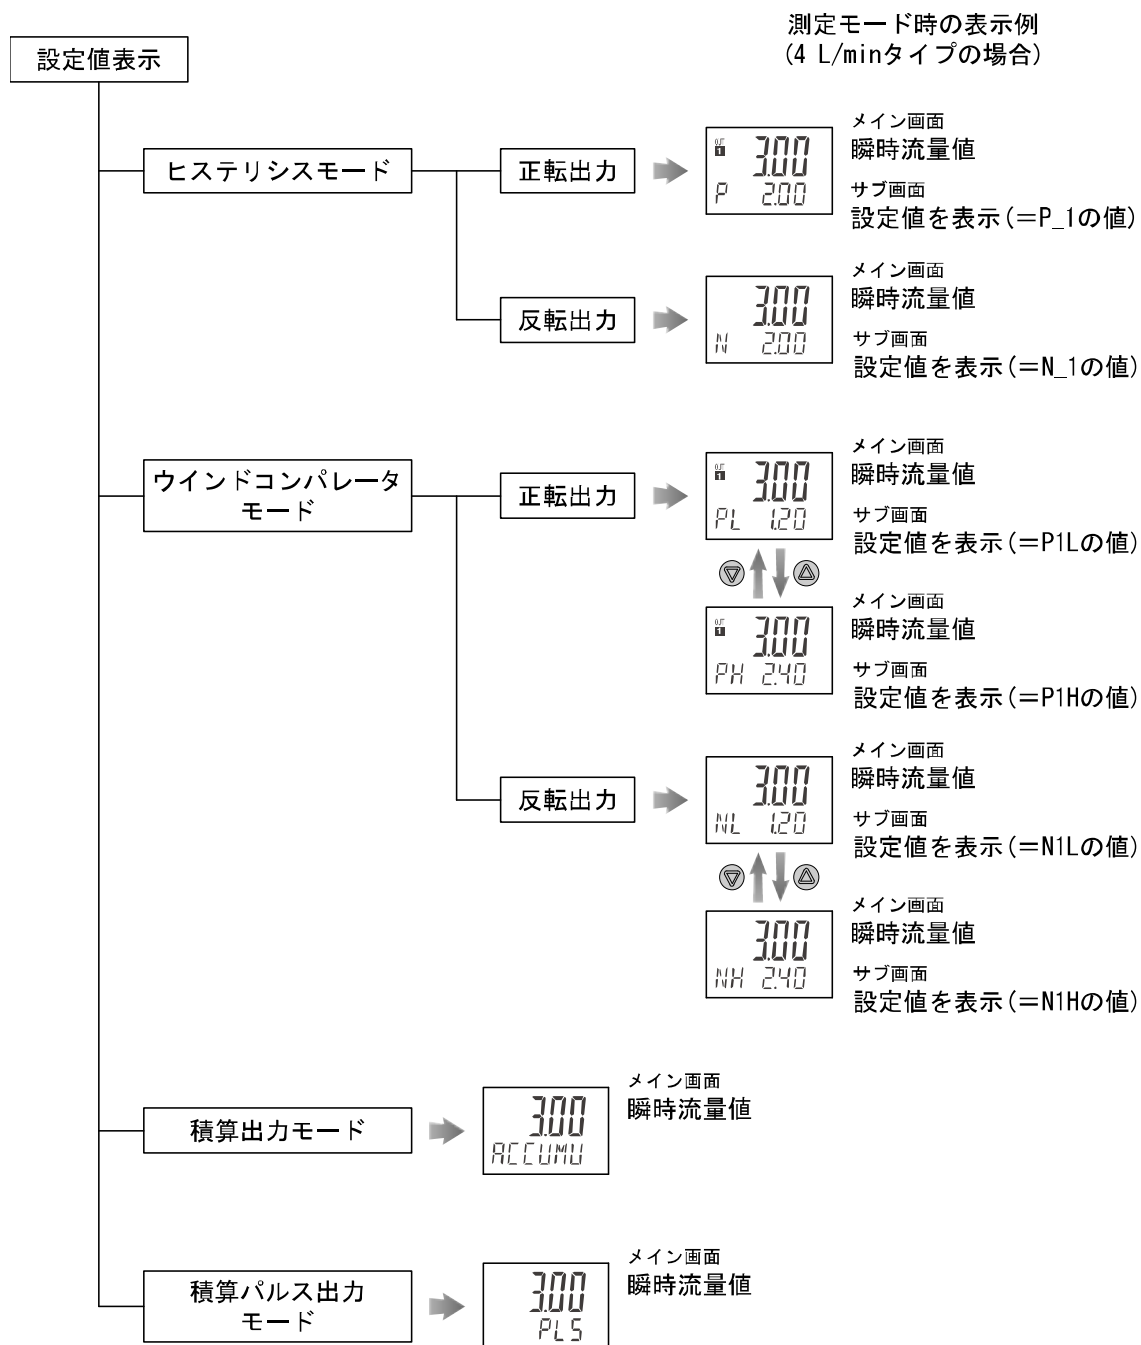 測定モード時の表示例
(4 L/minタイプの場合)
設定値表示
ヒステリシスモード
正転出力
OUT
1
3.00
P 2.00
メイン画面
瞬時流量値
サブ画面
設定値を表示(＝P_1の値)
反転出力
3.00
N 2.00
メイン画面
瞬時流量値
サブ画面
設定値を表示(＝N_1の値)
ウインドコンパレータ
モード
正転出力
OUT
1
3.00
PL 1.20
メイン画面
瞬時流量値
サブ画面
設定値を表示(＝P1Lの値)
OUT
1
3.00
PH 2.40
メイン画面
瞬時流量値
サブ画面
設定値を表示(＝P1Hの値)
反転出力
3.00
NL 1.20
メイン画面
瞬時流量値
サブ画面
設定値を表示(＝N1Lの値)
3.00
NH 2.40
メイン画面
瞬時流量値
サブ画面
設定値を表示(＝N1Hの値)
積算出力モード
3.00
ACCUMU
メイン画面
瞬時流量値
積算パルス出力
モード
3.00
PLS
メイン画面
瞬時流量値